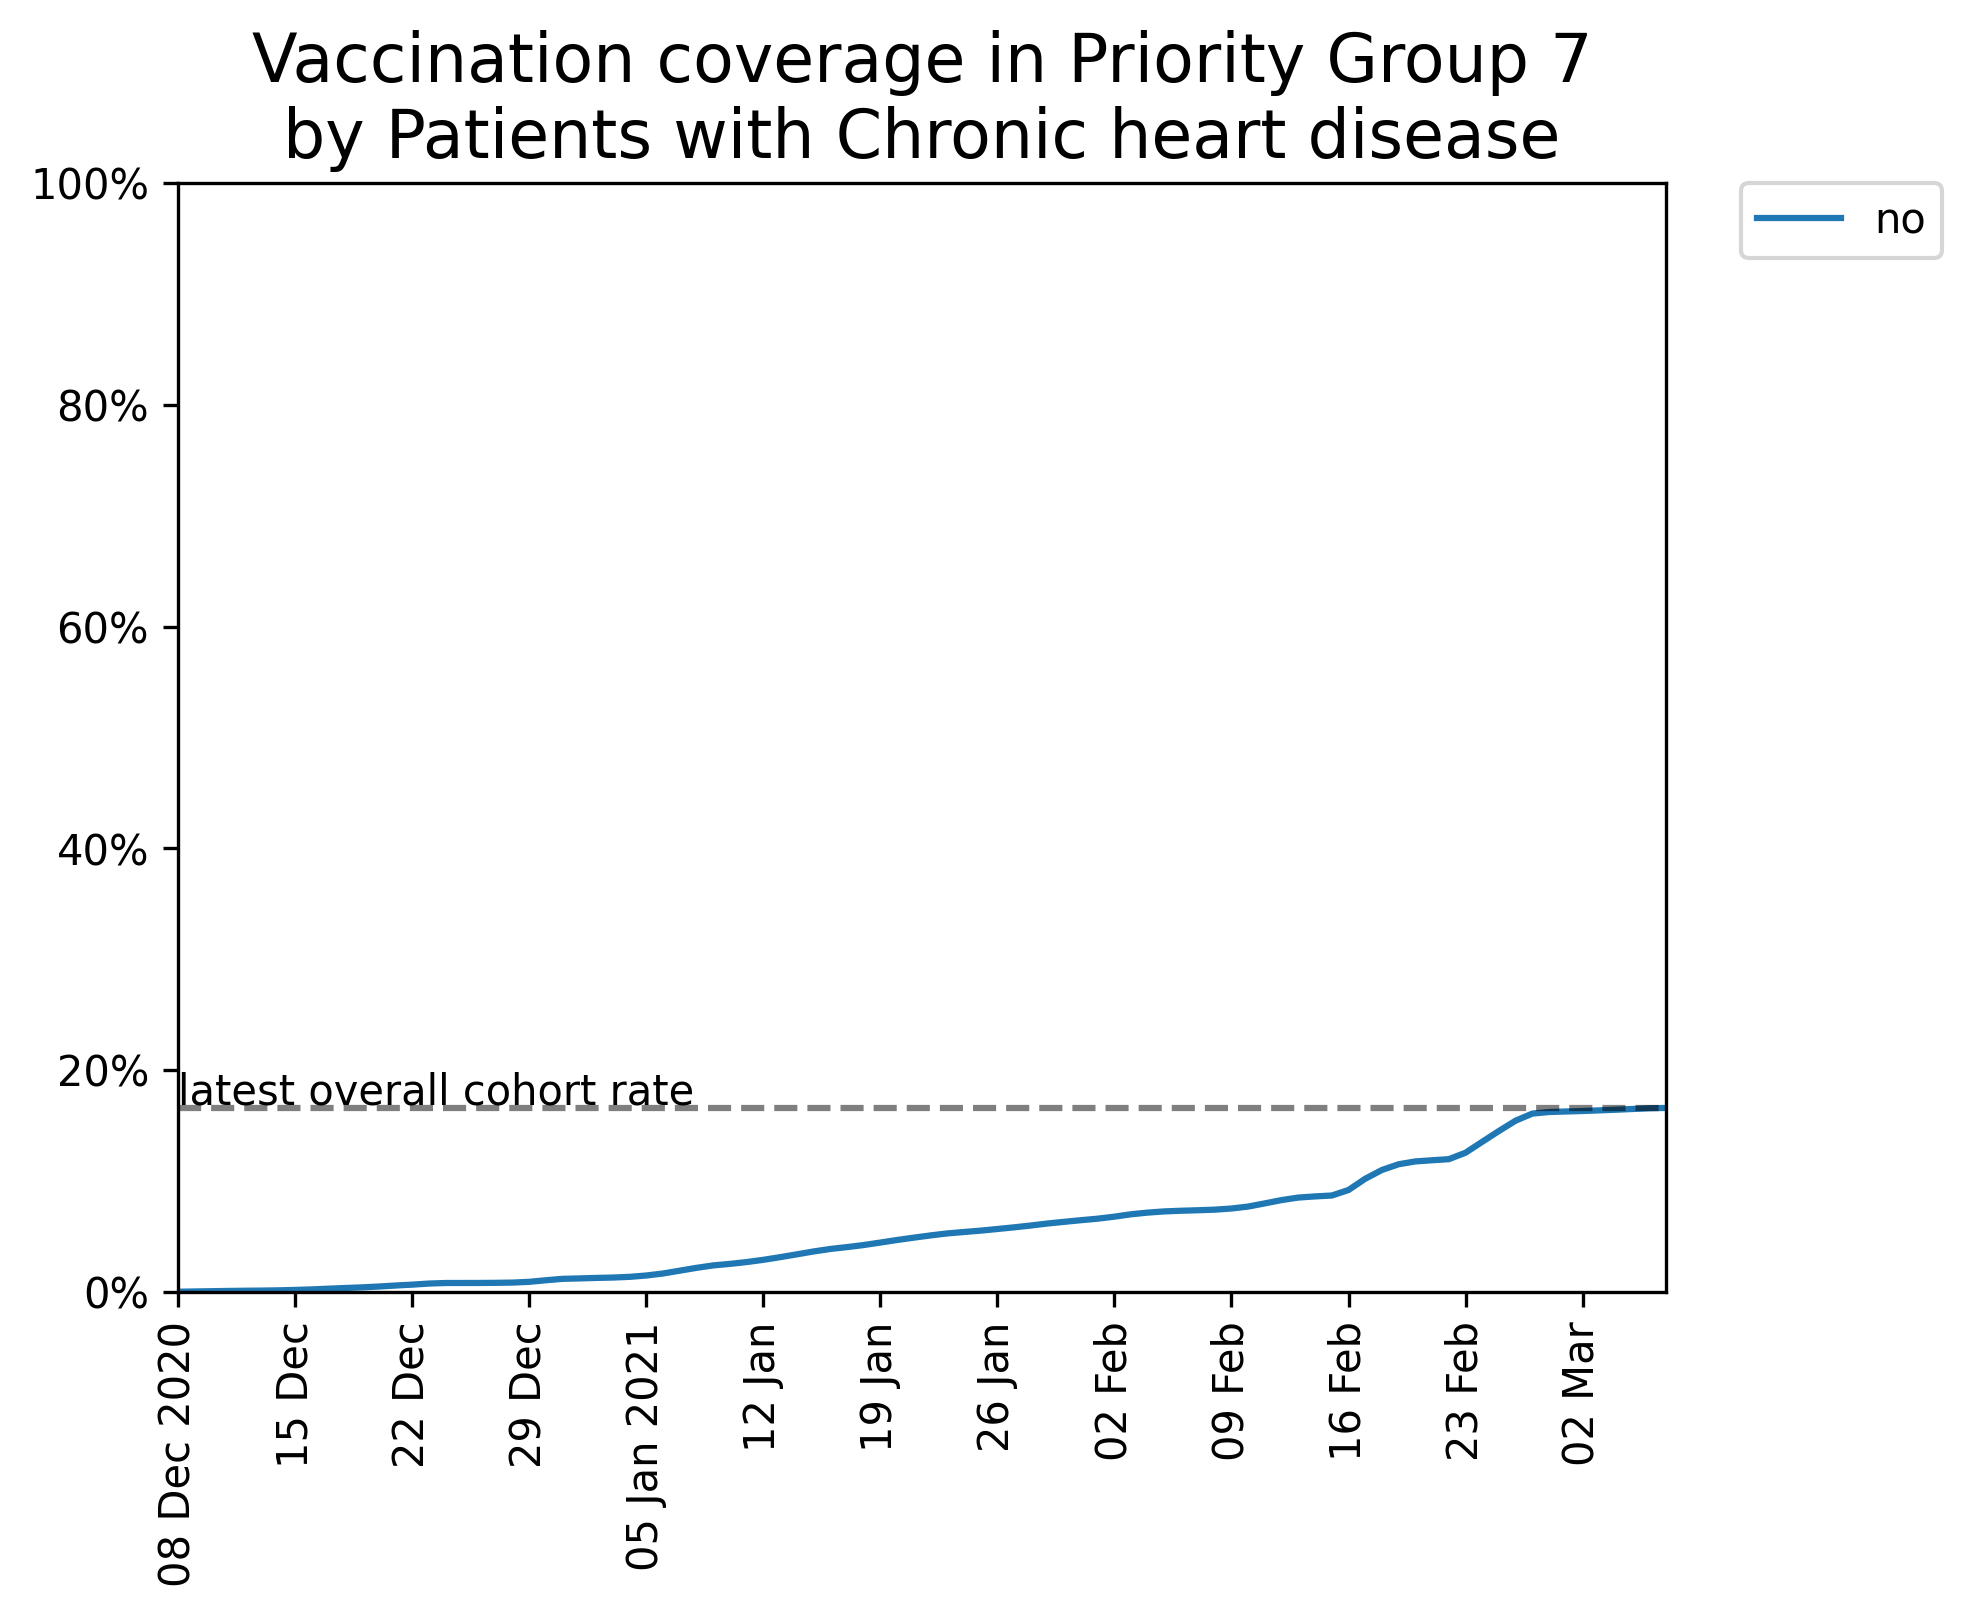 Vaccination coverage in Priority Group 7
by Patients with Chronic heart disease
100%
80%
60%
40%
20%
0%
latest overall cohort rate
no
08 Dec 2020
15 Dec
22 Dec
29 Dec
05 Jan 2021
12 Jan
19 Jan
26 Jan
02 Feb
09 Feb
16 Feb
23 Feb
02 Mar